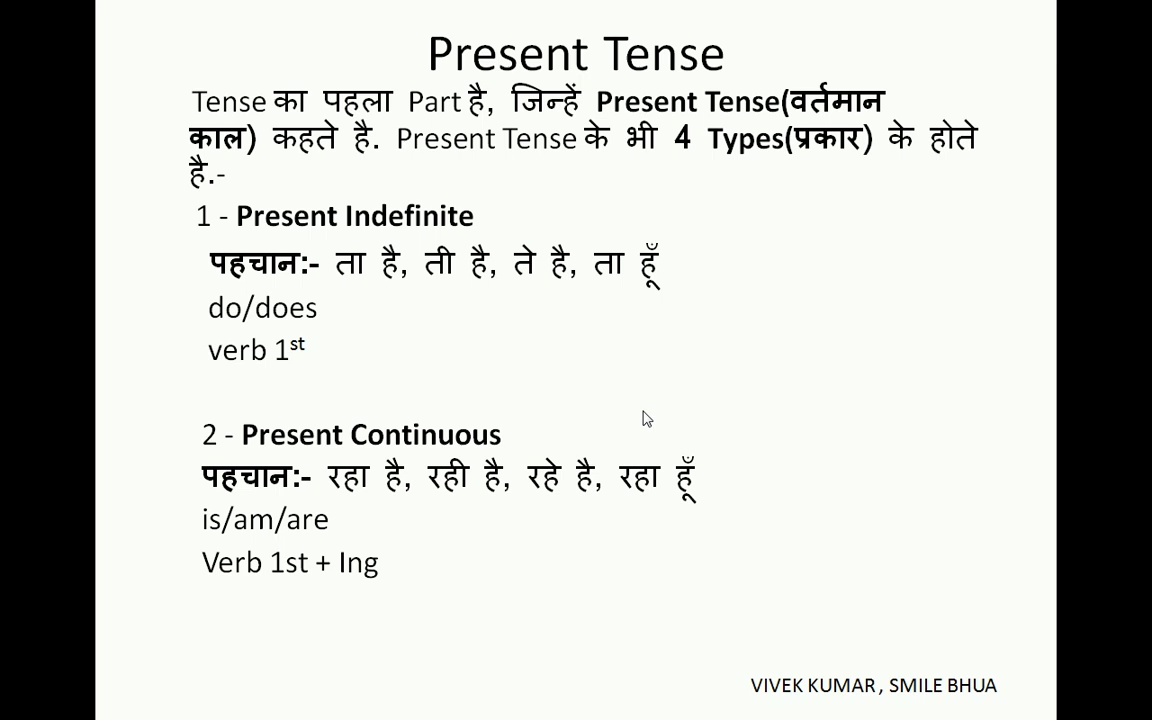 Present Tense
Tense का पहला Part है, जिन्हें Present Tense(वर्तमान
काल) कहते है. Present Tense के भी 4 Types(प्रकार) के होते
है.-
1 - Present Indefinite
पहचान:- ता है, ती है, ते है, ता हूँ
do/does
verb 1st
2 - Present Continuous
पहचान:- रहा है, रही है, रहे है, रहा हूँ
is/am/are
Verb 1st + Ing
VIVEK KUMAR , SMILE BHUA